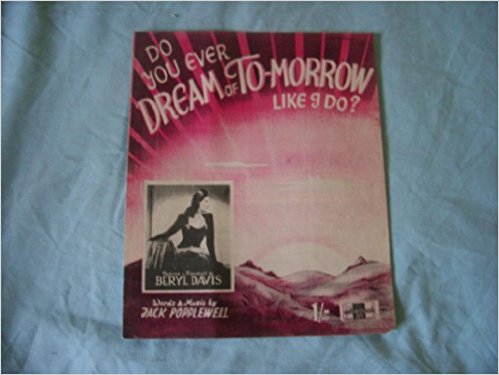 DO
YOU EVER
DREAM OF TO-MORROW
LIKE I DO?
BERYL DAVIS
Words & Music by
JACK POPPLEWELL
1/-